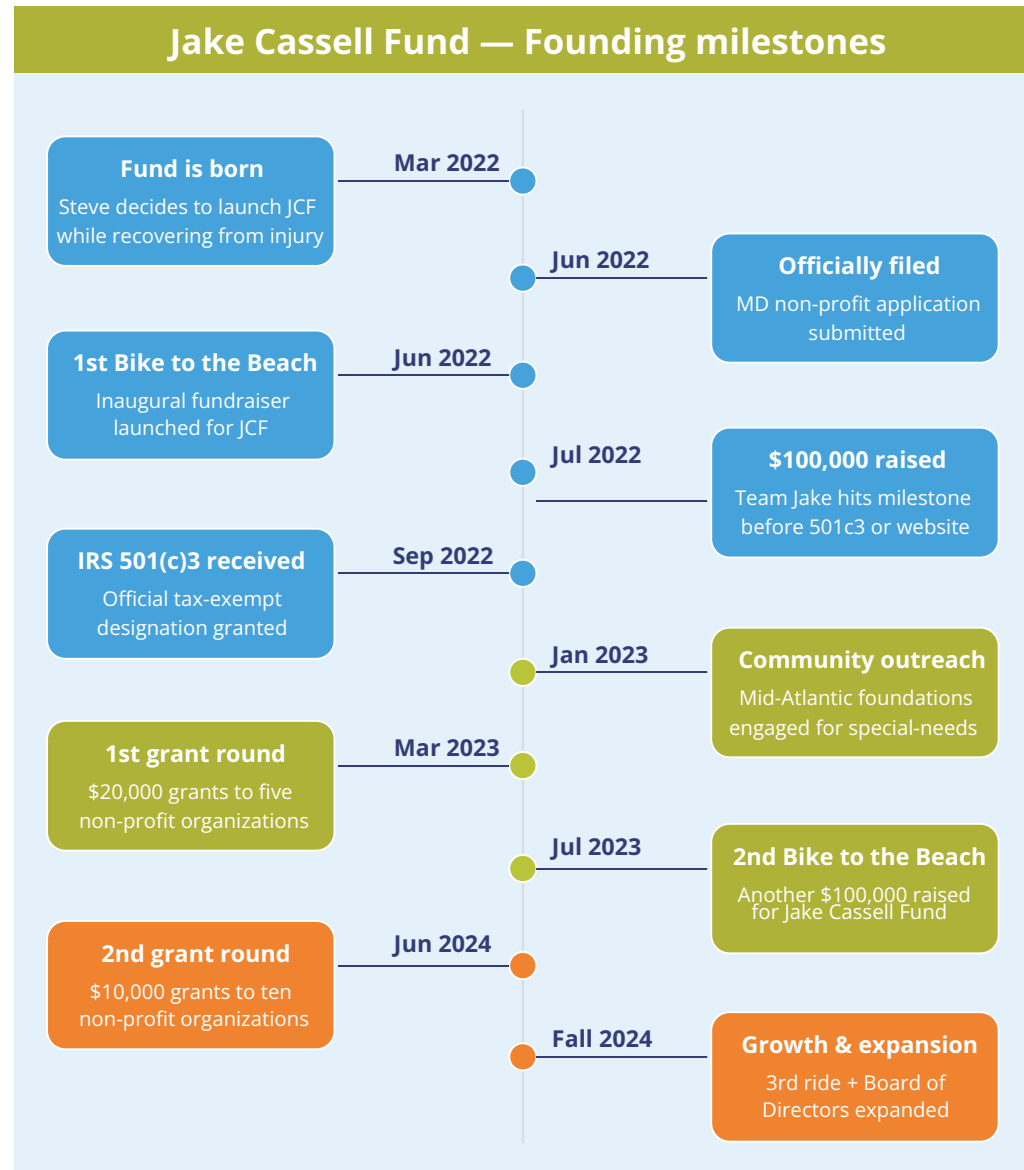 Jake Cassell Fund — Founding milestones
Mar 2022
Fund is born
Steve decides to launch JCF
while recovering from injury
Jun 2022
Officially filed
MD non-profit application
submitted
Jun 2022
1st Bike to the Beach
Inaugural fundraiser
launched for JCF
Jul 2022
$100,000 raised
Team Jake hits milestone
before 501c3 or website
Sep 2022
IRS 501(c)3 received
Official tax-exempt
designation granted
Jan 2023
Community outreach
Mid-Atlantic foundations
engaged for special-needs
Mar 2023
1st grant round
$20,000 grants to five
non-profit organizations
Jul 2023
2nd Bike to the Beach
Another $100,000 raised
for Jake Cassell Fund
Jun 2024
2nd grant round
$10,000 grants to ten
non-profit organizations
Fall 2024
Growth & expansion
3rd ride + Board of
Directors expanded